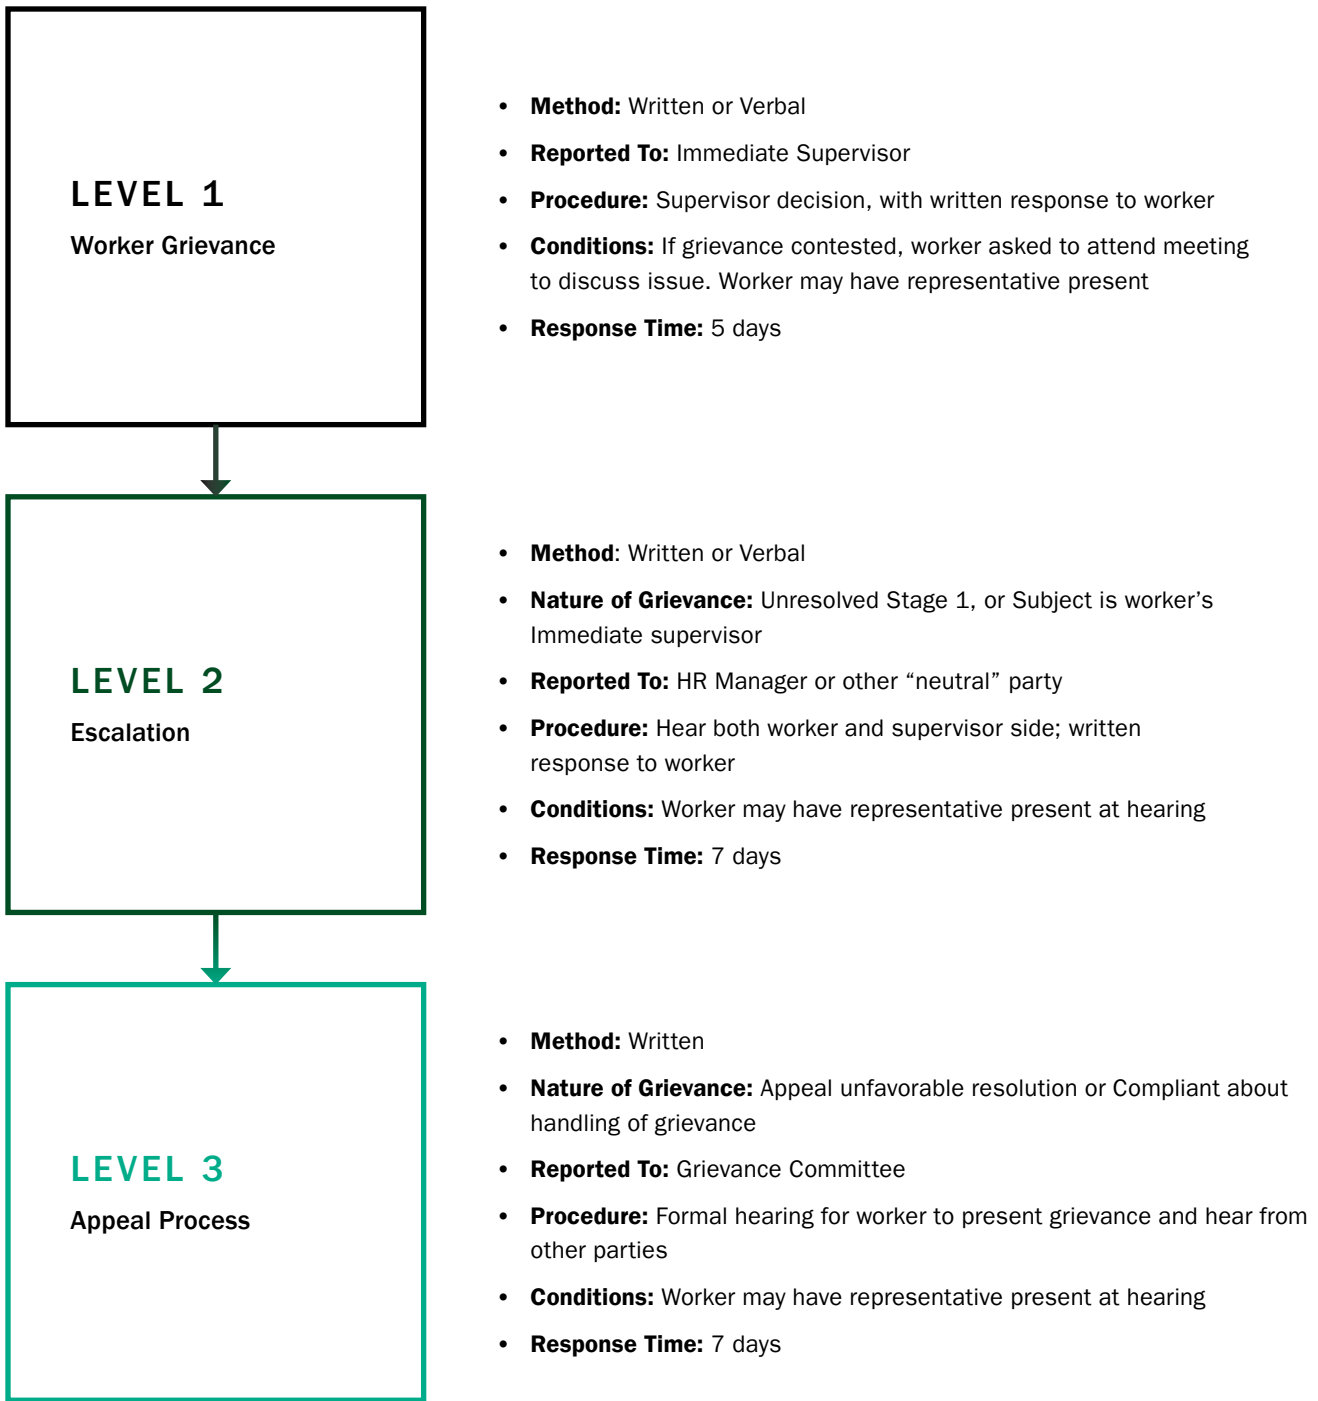 LEVEL 1
Worker Grievance
• Method: Written or Verbal
• Reported To: Immediate Supervisor
• Procedure: Supervisor decision, with written response to worker
• Conditions: If grievance contested, worker asked to attend meeting
to discuss issue. Worker may have representative present
• Response Time: 5 days
LEVEL 2
Escalation
• Method: Written or Verbal
• Nature of Grievance: Unresolved Stage 1, or Subject is worker’s
Immediate supervisor
• Reported To: HR Manager or other “neutral” party
• Procedure: Hear both worker and supervisor side; written
response to worker
• Conditions: Worker may have representative present at hearing
• Response Time: 7 days
LEVEL 3
Appeal Process
• Method: Written
• Nature of Grievance: Appeal unfavorable resolution or Compliant about
handling of grievance
• Reported To: Grievance Committee
• Procedure: Formal hearing for worker to present grievance and hear from
other parties
• Conditions: Worker may have representative present at hearing
• Response Time: 7 days